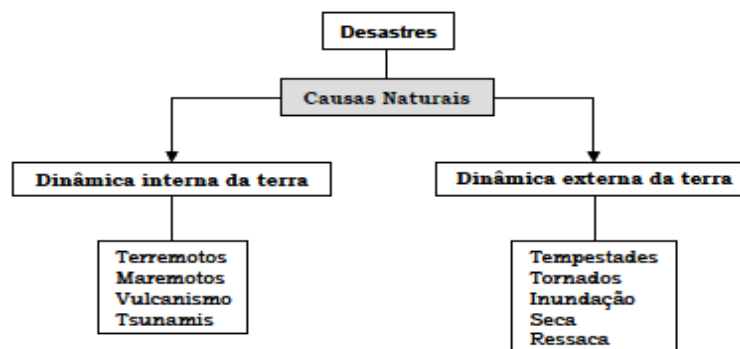 Desastres
Causas Naturais
Dinâmica interna da terra
Dinâmica externa da terra
Terremotos
Maremotos
Vulcanismo
Tsunamis
Tempestades
Tornados
Inundação
Seca
Ressaca